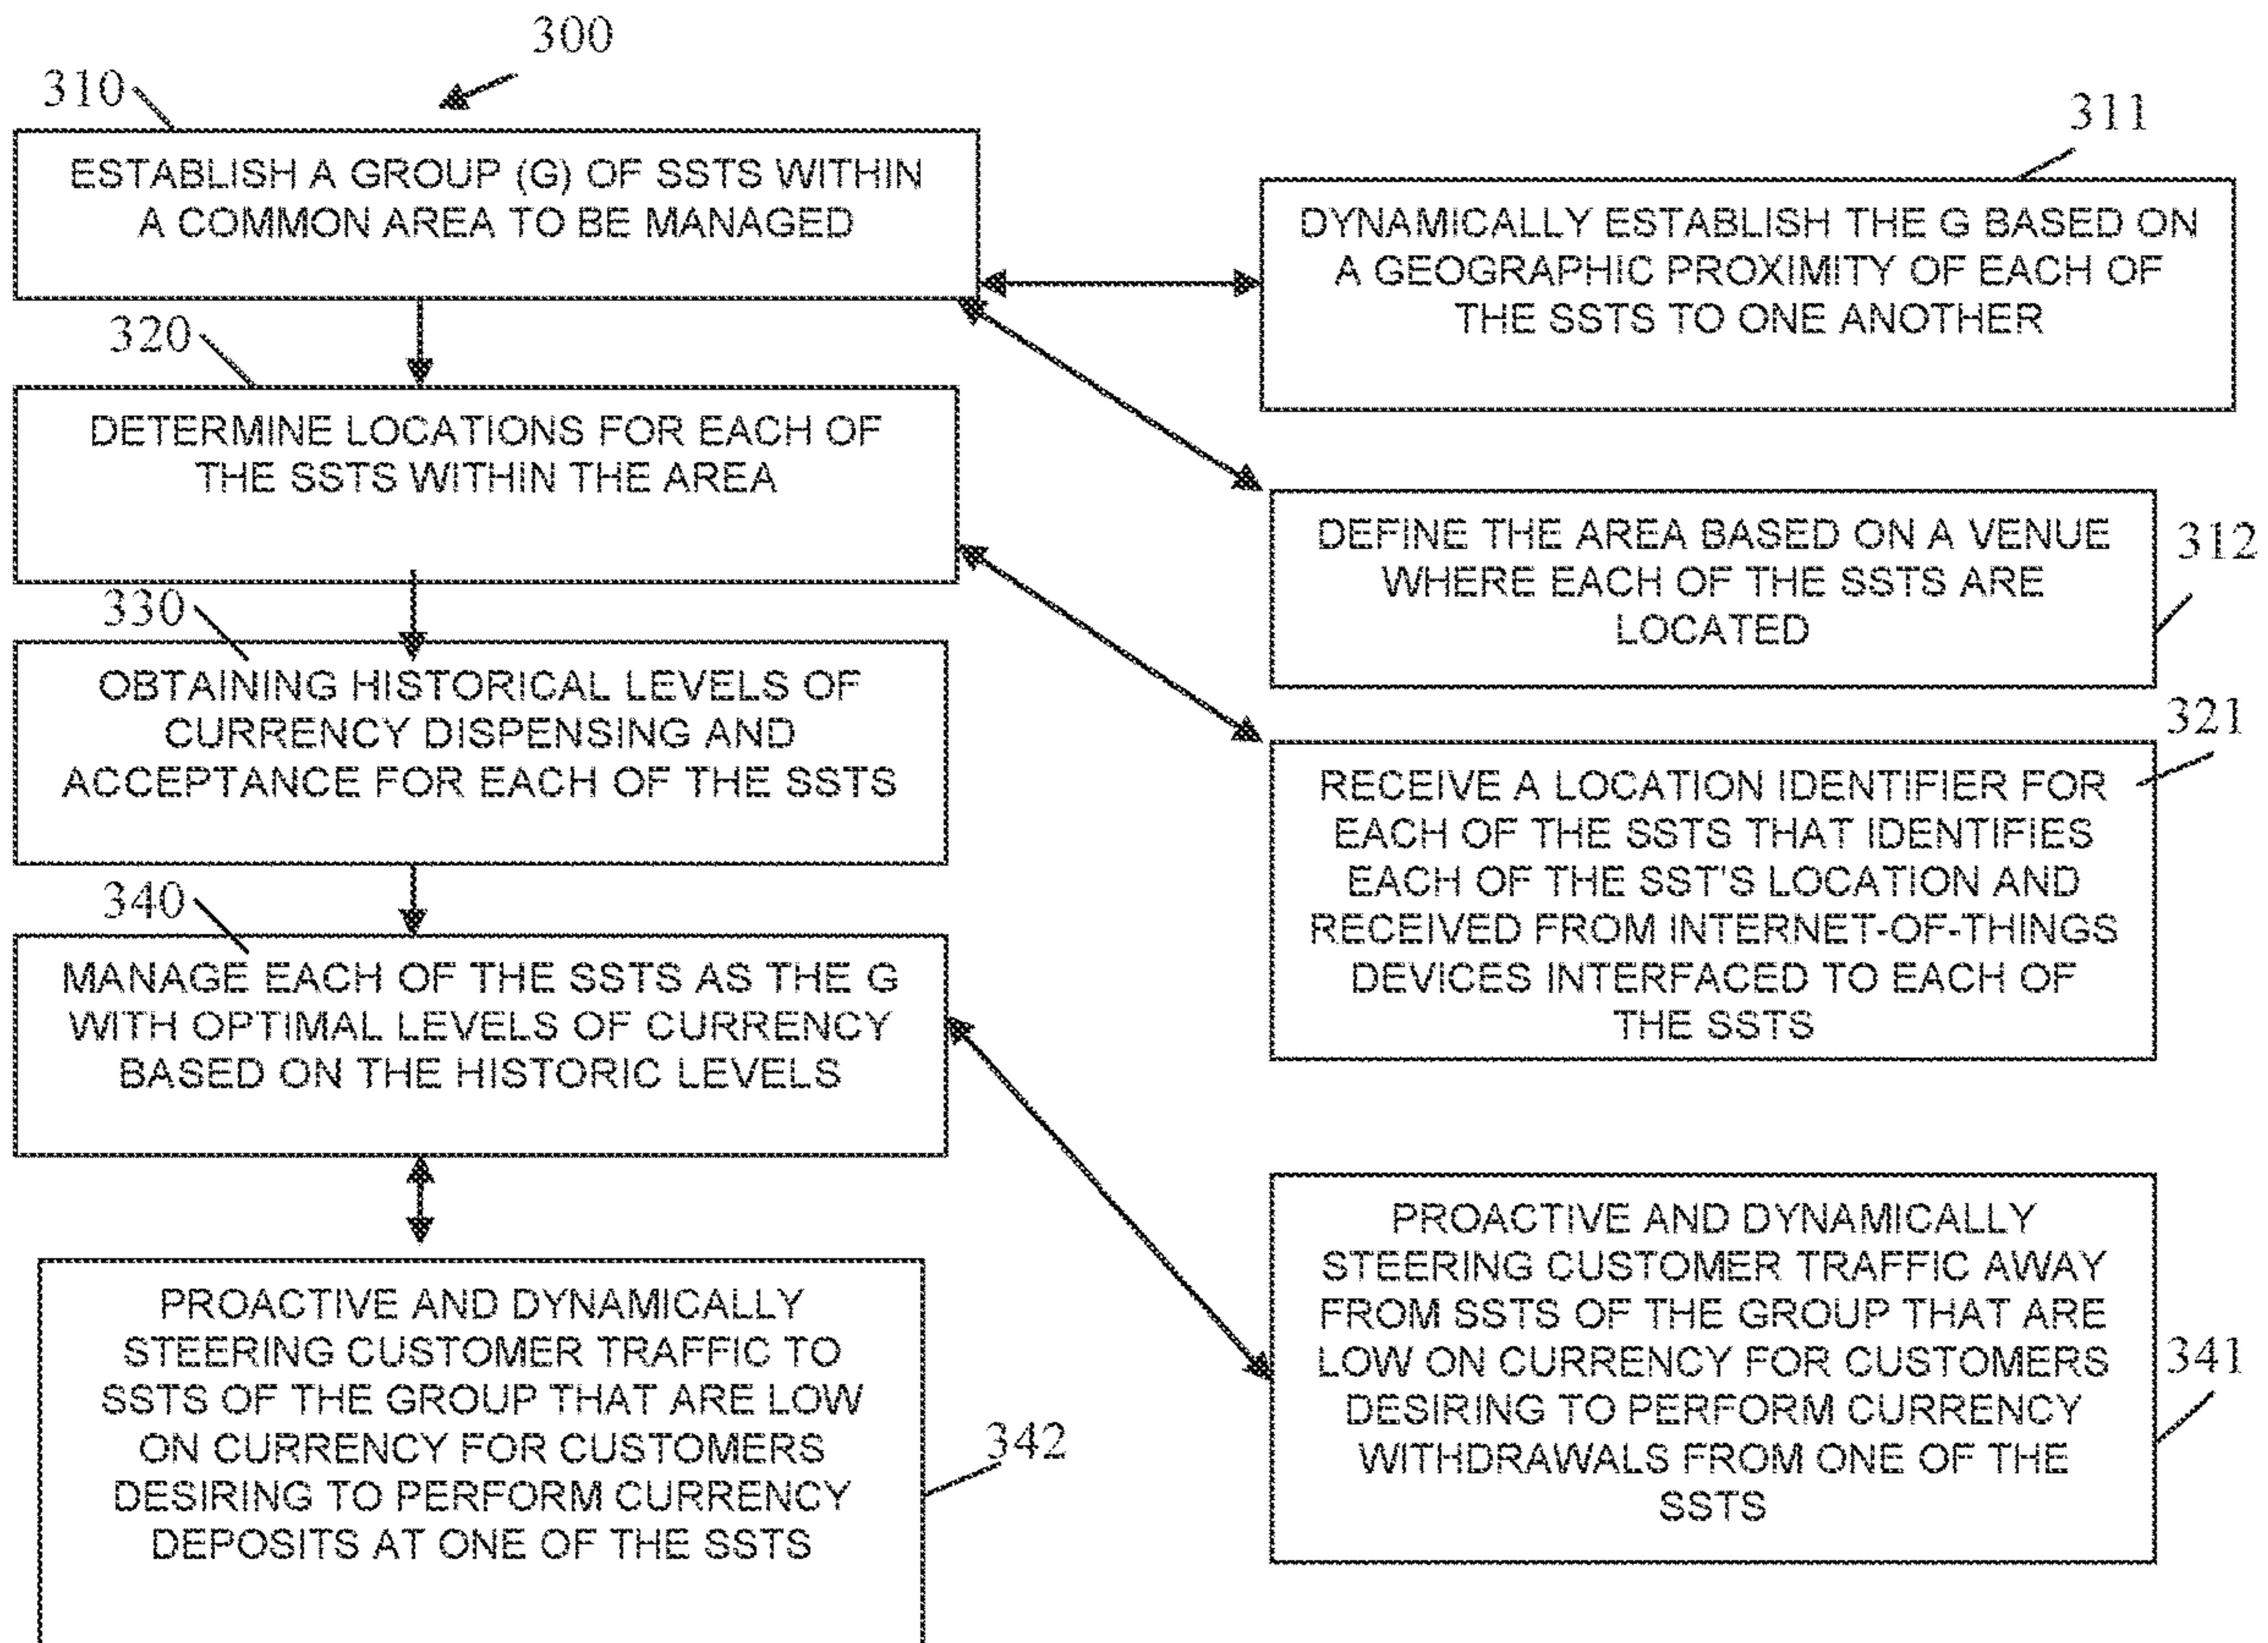 300
310
ESTABLISH A GROUP (G) OF SSTS WITHIN
A COMMON AREA TO BE MANAGED
311
DYNAMICALLY ESTABLISH THE G BASED ON
A GEOGRAPHIC PROXIMITY OF EACH OF
THE SSTS TO ONE ANOTHER
320
DETERMINE LOCATIONS FOR EACH OF
THE SSTS WITHIN THE AREA
312
DEFINE THE AREA BASED ON A VENUE
WHERE EACH OF THE SSTS ARE
LOCATED
330
OBTAINING HISTORICAL LEVELS OF
CURRENCY DISPENSING AND
ACCEPTANCE FOR EACH OF THE SSTS
321
RECEIVE A LOCATION IDENTIFIER FOR
EACH OF THE SSTS THAT IDENTIFIES
EACH OF THE SST'S LOCATION AND
RECEIVED FROM INTERNET-OF-THINGS
DEVICES INTERFACED TO EACH OF
THE SSTS
340
MANAGE EACH OF THE SSTS AS THE G
WITH OPTIMAL LEVELS OF CURRENCY
BASED ON THE HISTORIC LEVELS
341
PROACTIVE AND DYNAMICALLY
STEERING CUSTOMER TRAFFIC AWAY
FROM SSTS OF THE GROUP THAT ARE
LOW ON CURRENCY FOR CUSTOMERS
DESIRING TO PERFORM CURRENCY
WITHDRAWALS FROM ONE OF THE
SSTS
342
PROACTIVE AND DYNAMICALLY
STEERING CUSTOMER TRAFFIC TO
SSTS OF THE GROUP THAT ARE LOW
ON CURRENCY FOR CUSTOMERS
DESIRING TO PERFORM CURRENCY
DEPOSITS AT ONE OF THE SSTS